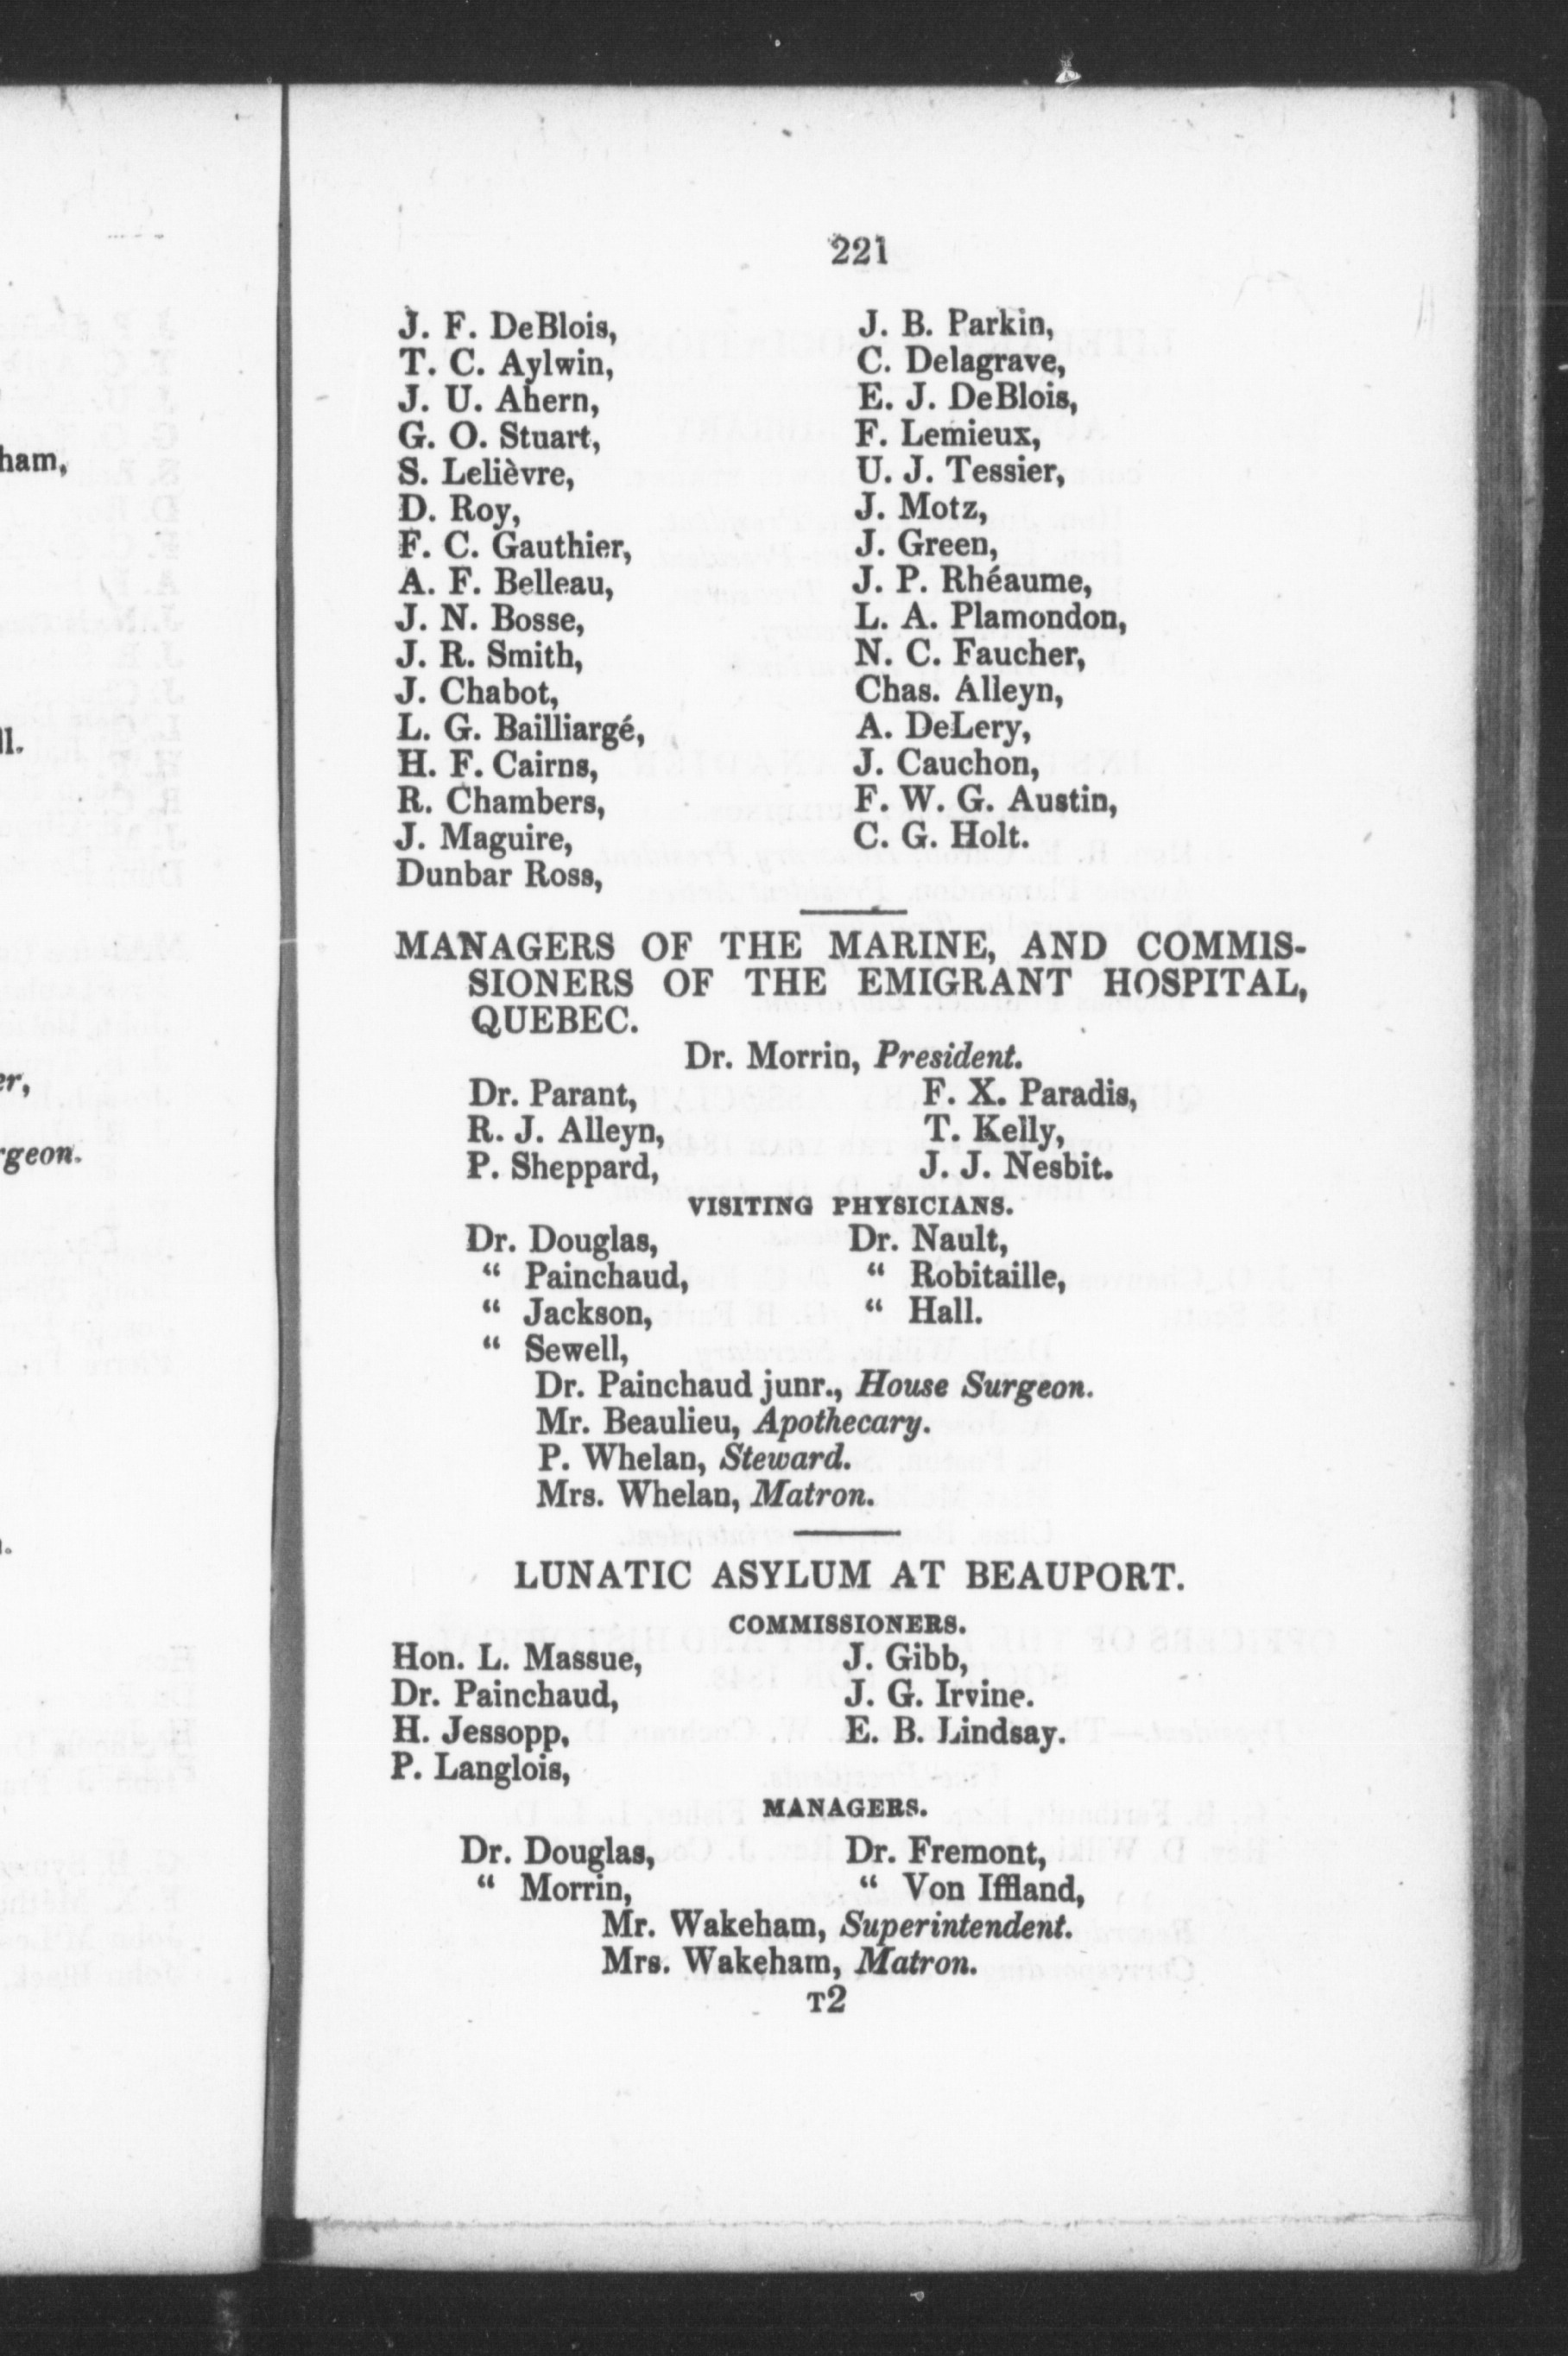 221
J. F. DeBlois,
T. C. Aylwin,
J. U. Ahern,
G. O. Stuart,
S. Lelièvre,
D. Roy,
F. C. Gauthier,
A. F. Belleau,
J. N. Bosse,
J. R. Smith,
J. Chabot,
L. G. Bailliargé,
H. F. Cairns,
R. Chambers,
J. Maguire,
Dunbar Ross,
J. B. Parkin,
C. Delagrave,
E. J. DeBlois,
F. Lemieux,
U. J. Tessier,
J. Motz,
J. Green,
J. P. Rhéaume,
L. A. Plamondon,
N. C. Faucher,
Chas. Alleyn,
A. DeLery,
J. Cauchon,
F. W. G. Austin,
C. G. Holt.
MANAGERS OF THE MARINE, AND COMMIS-
SIONERS OF THE EMIGRANT HOSPITAL,
QUEBEC.
Dr. Morrin, President.
Dr. Parant,
R. J. Alleyn,
P. Sheppard,
F. X. Paradis,
T. Kelly,
J. J. Nesbit.
VISITING PHYSICIANS.
Dr. Douglas,
“ Painchaud,
“ Jackson,
“ Sewell,
Dr. Nault,
“ Robitaille,
“ Hall.
Dr. Painchaud junr., House Surgeon.
Mr. Beaulieu, Apothecary.
P. Whelan, Steward.
Mrs. Whelan, Matron.
LUNATIC ASYLUM AT BEAUPORT.
COMMISSIONERS.
Hon. L. Massue,
Dr. Painchaud,
H. Jessopp,
P. Langlois,
J. Gibb,
J. G. Irvine.
E. B. Lindsay.
MANAGERS.
Dr. Douglas,
“ Morrin,
Dr. Fremont,
“ Von Iffland,
Mr. Wakeham, Superintendent.
Mrs. Wakeham, Matron.
T2